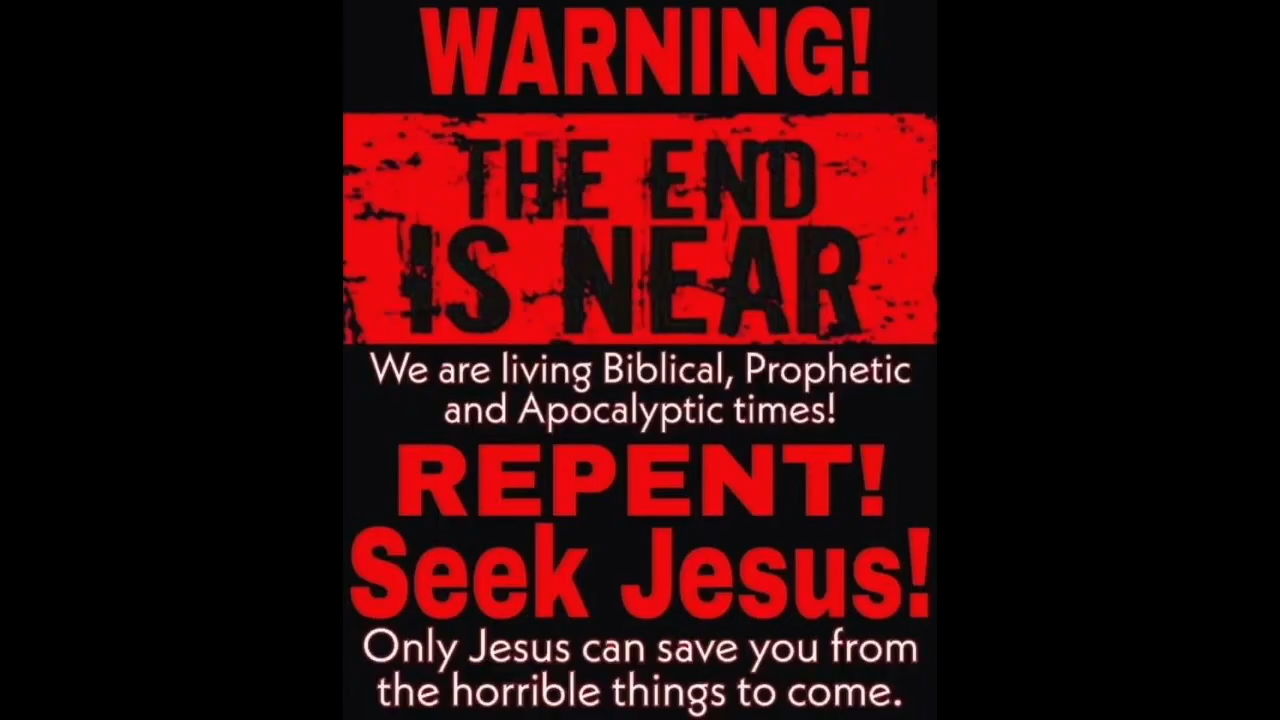 WARNING!
THE END
IS NEAR
We are living Biblical, Prophetic
and Apocalyptic times!
REPENT!
Seek Jesus!
Only Jesus can save you from
the horrible things to come.